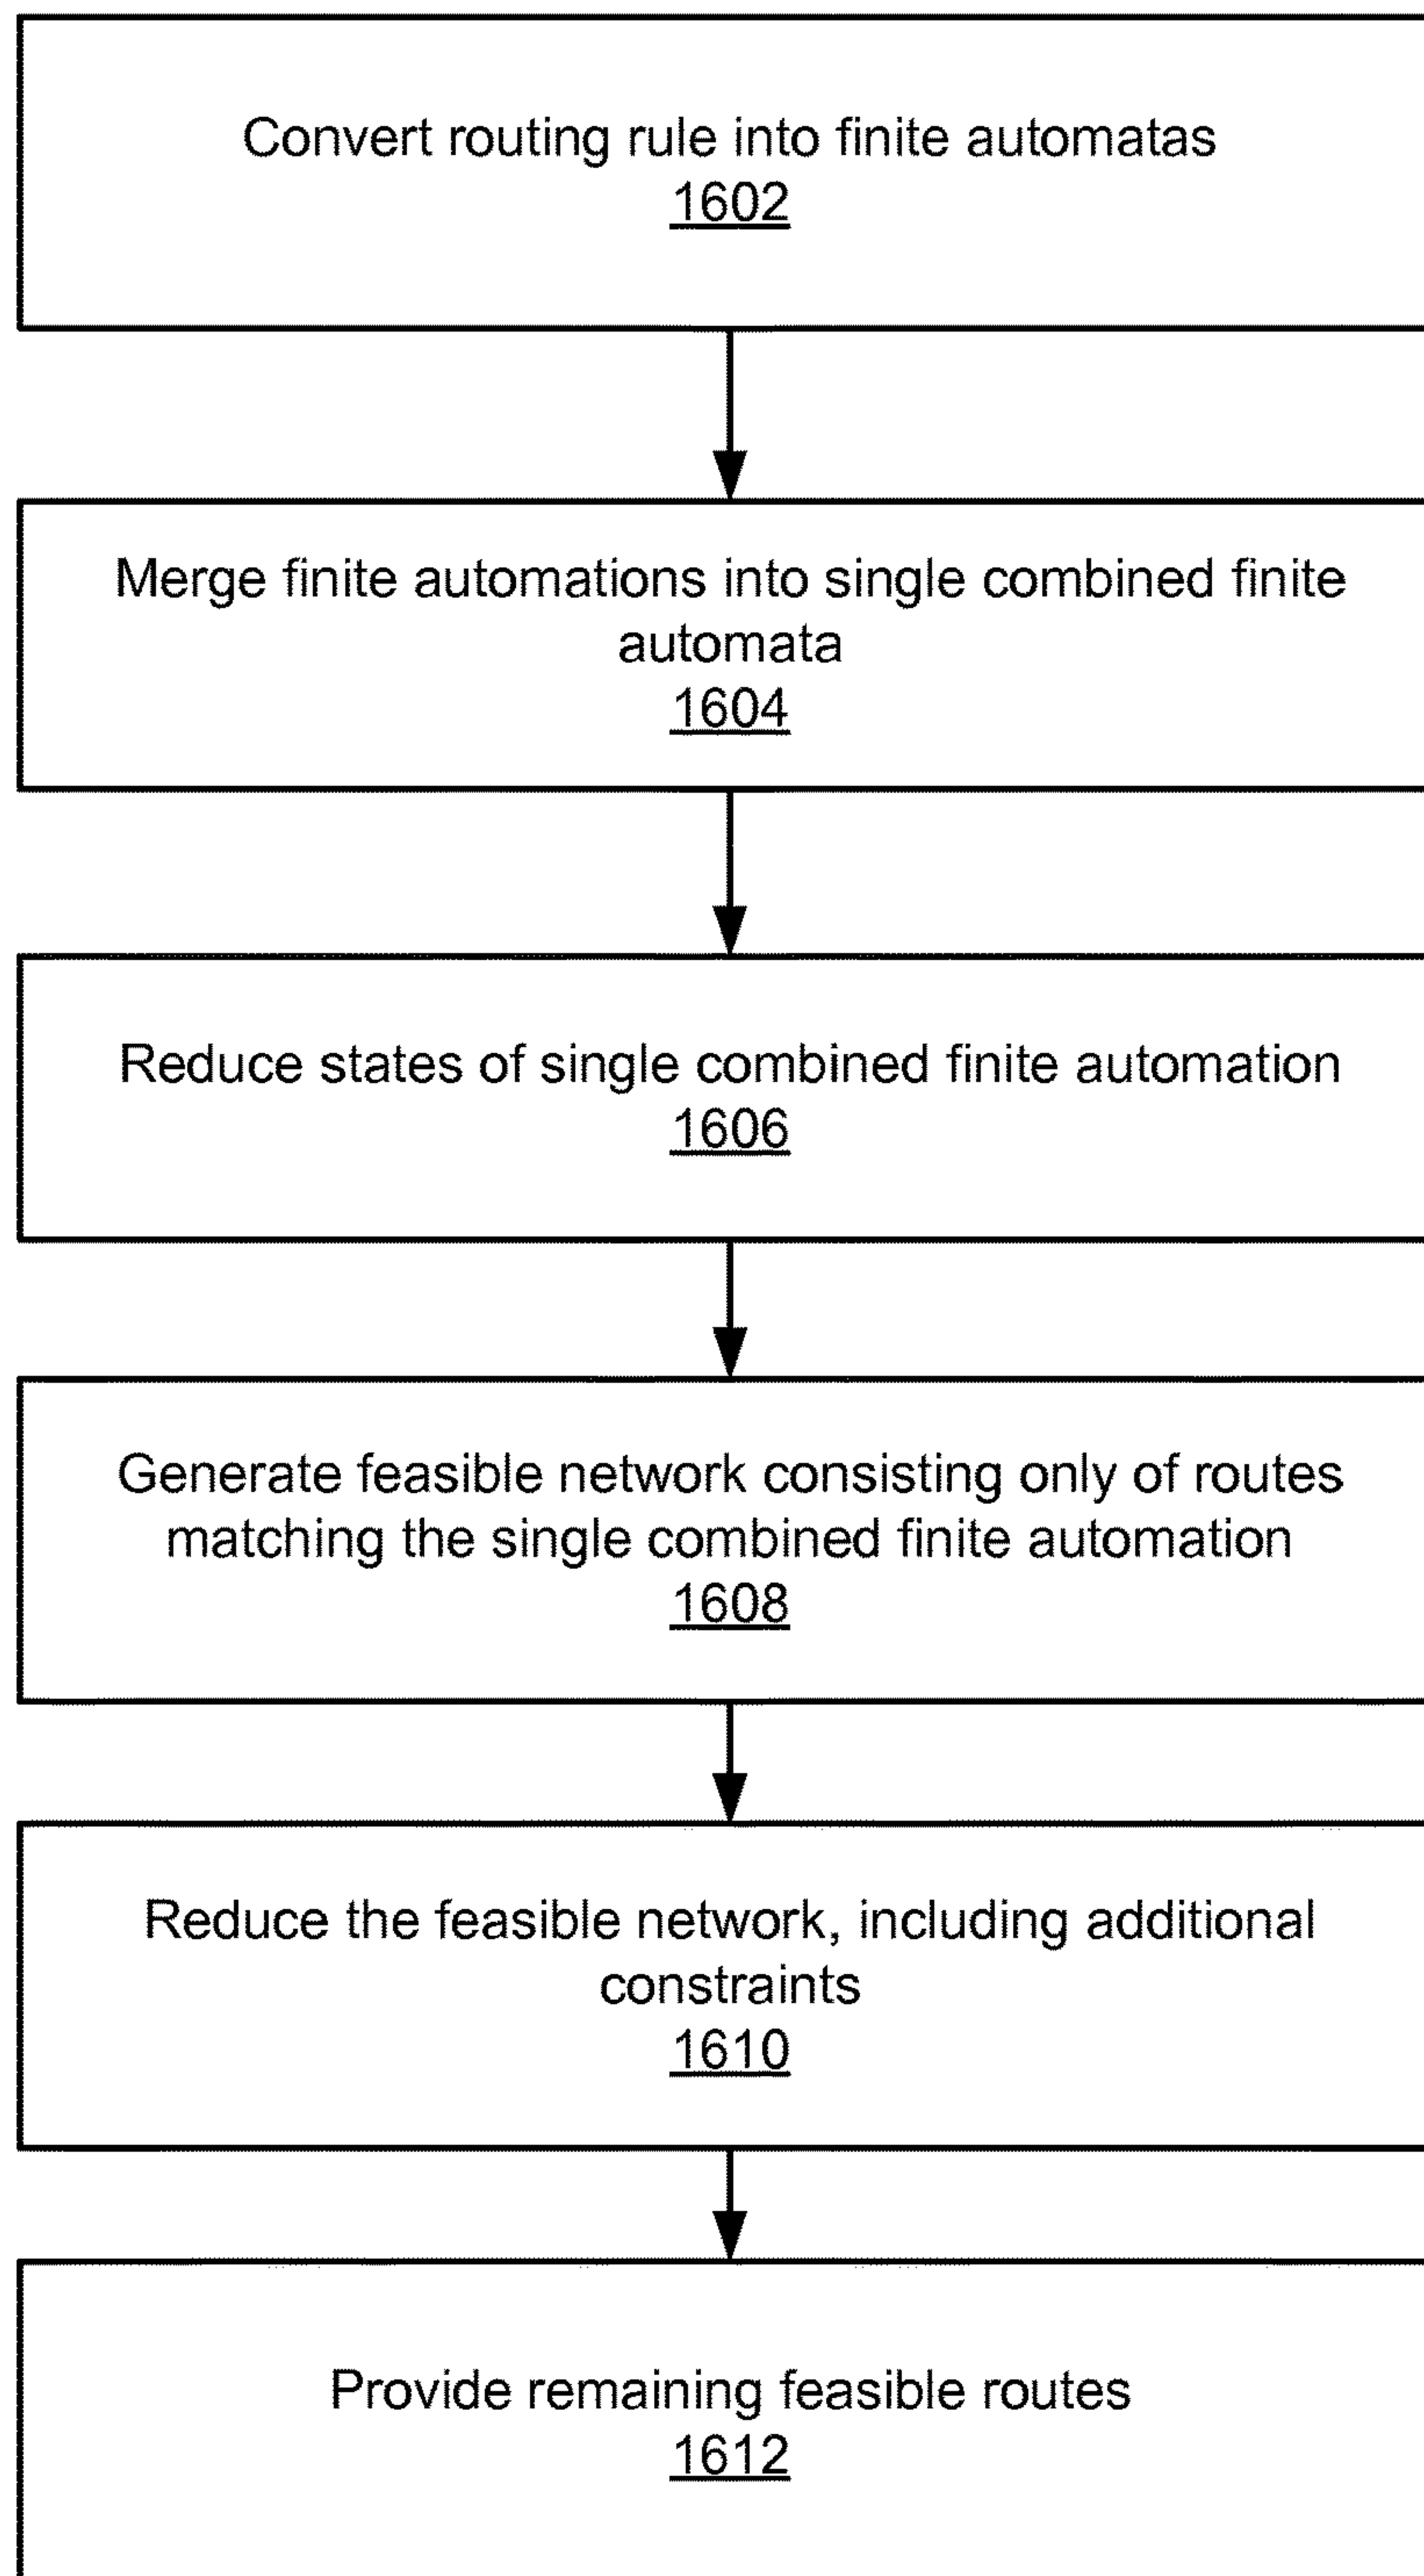 Convert routing rule into finite automatas
1602
Merge finite automations into single combined finite
automata
1604
Reduce states of single combined finite automation
1606
Generate feasible network consisting only of routes
matching the single combined finite automation
1608
Reduce the feasible network, including additional
constraints
1610
Provide remaining feasible routes
1612